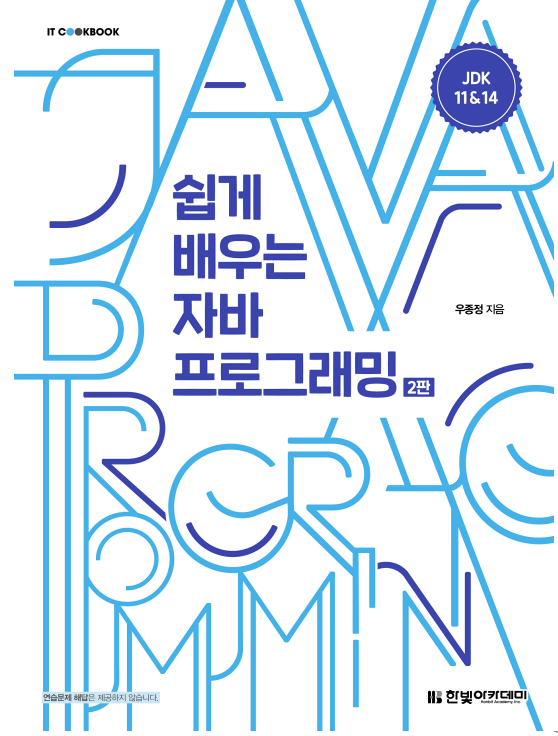 IT COOKBOOK
JDK
11&14
쉽게
배우는
자바
프로그래밍 2판
우종정 지음
JAVA
PROGRAMMING
연습문제 해답은 제공하지 않습니다.
한빛아카데미
Hanbit Academy, Inc.